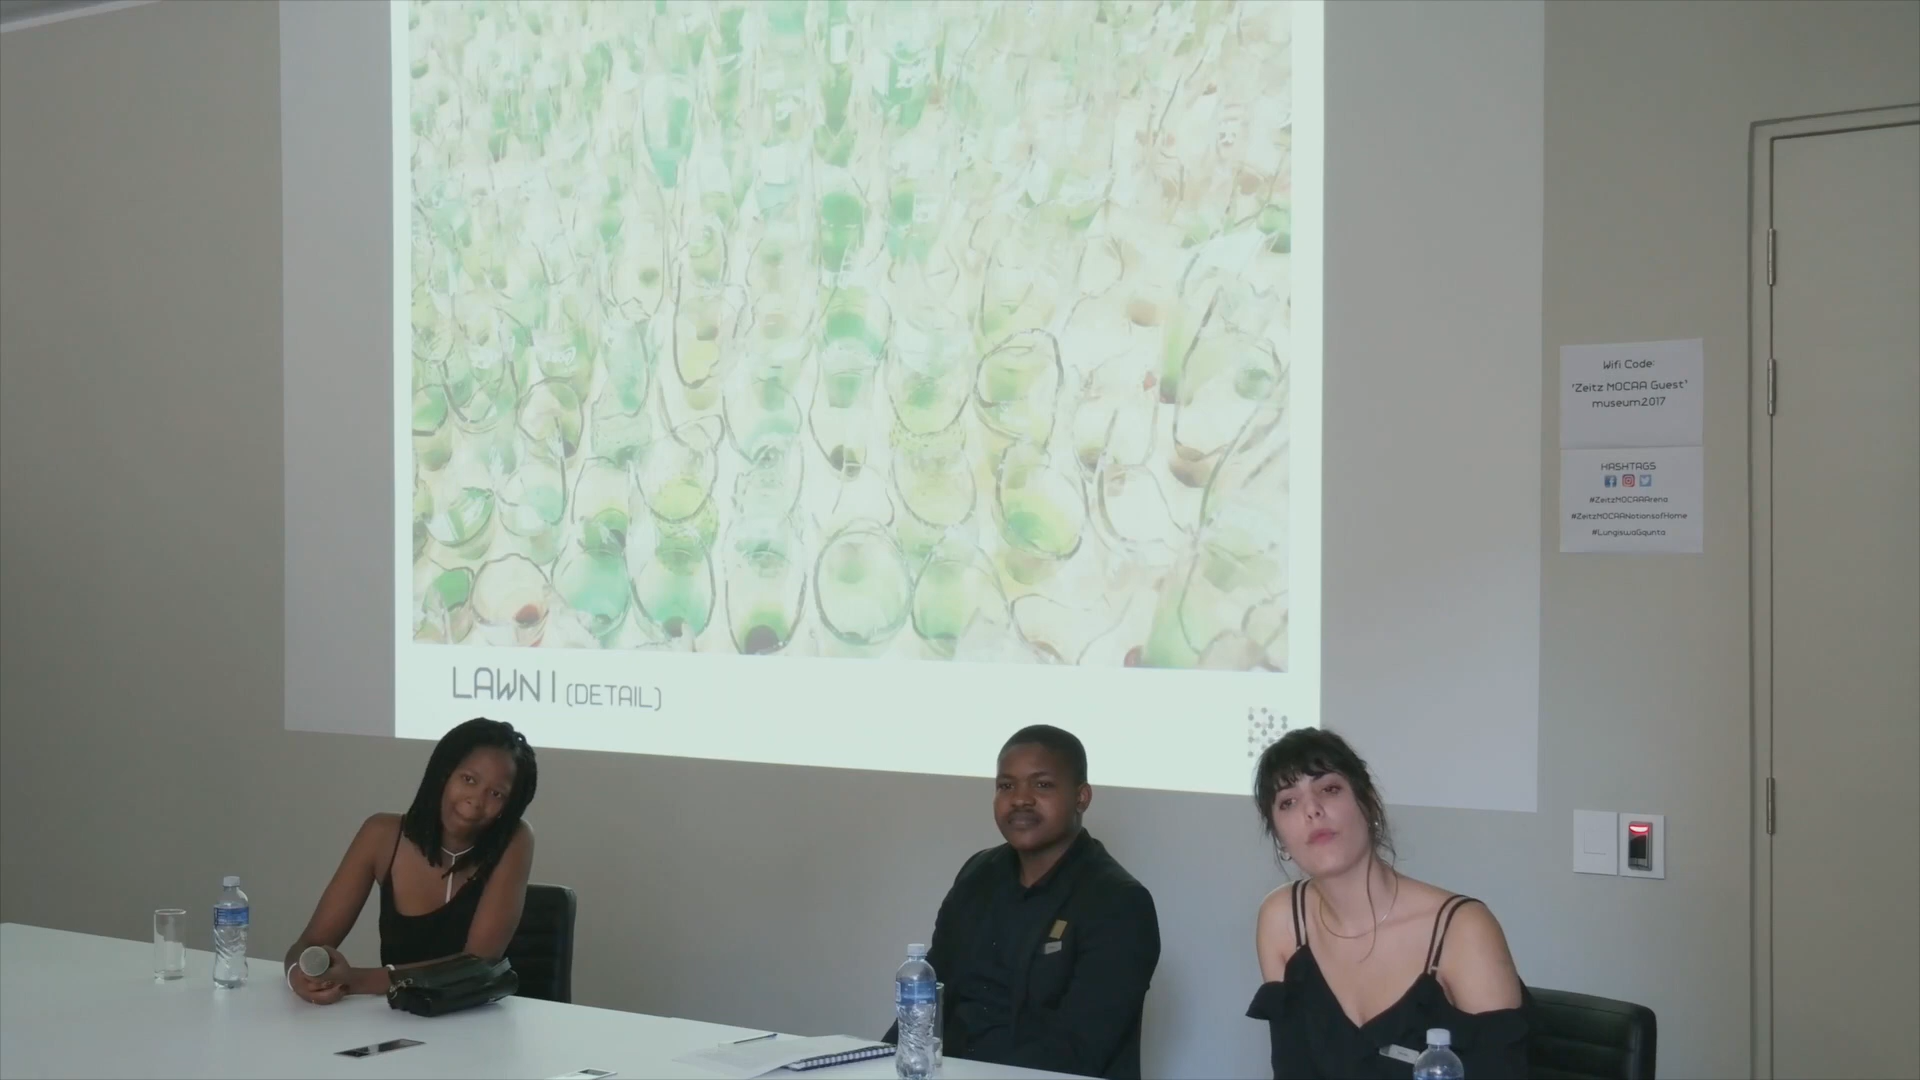 LAWN I (DETAIL)
Wifi Code:
'Zeitz MOCAA Guest'
museum2017
HASHTAGS
#ZeitzMOCAAArena
#ZeitzMOCAANotionsofHome
#LungiswaGqunta